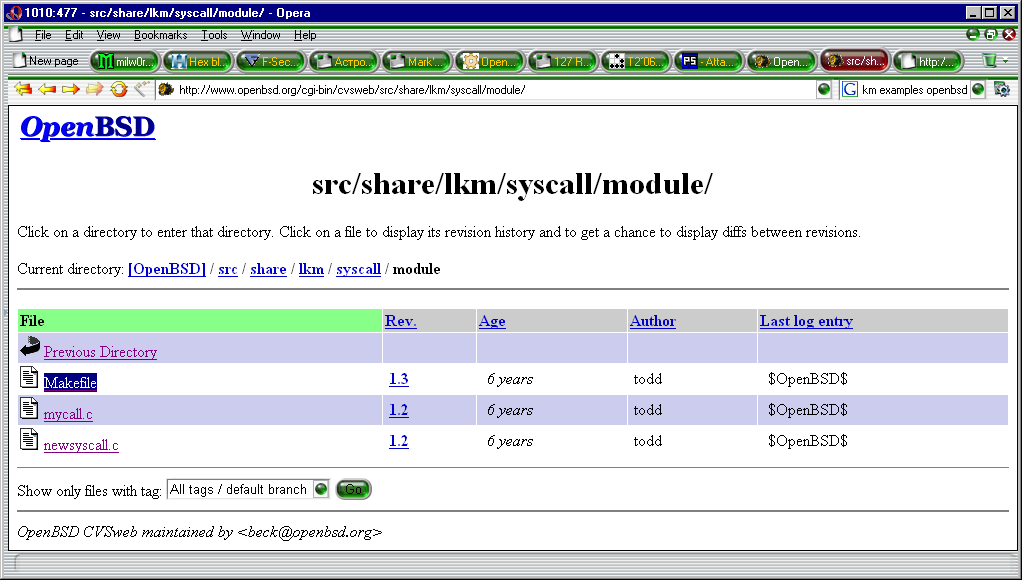 1010:477 - src/share/lkm/syscall/module/ - Opera
File Edit View Bookmarks Tools Window Help
New page milw0r.. Hex bl.. F-Sec.. Астро.. Mark'.. Open.. 127 R.. 12'06.. - Atta.. Open.. src/sh.. http:/..
http://www.openbsd.org/cgi-bin/cvsweb/src/share/lkm/syscall/module/ G km examples openbsd
OpenBSD
src/share/lkm/syscall/module/
Click on a directory to enter that directory. Click on a file to display its revision history and to get a chance to display diffs between revisions.
Current directory: [OpenBSD] / src / share / lkm / syscall / module
File Rev. Age Author Last log entry
Previous Directory
Makefile 1.3 6 years todd $OpenBSD$
mycall.c 1.2 6 years todd $OpenBSD$
newsyscall.c 1.2 6 years todd $OpenBSD$
Show only files with tag: All tags / default branch Go
OpenBSD CVSweb maintained by <beck@openbsd.org>